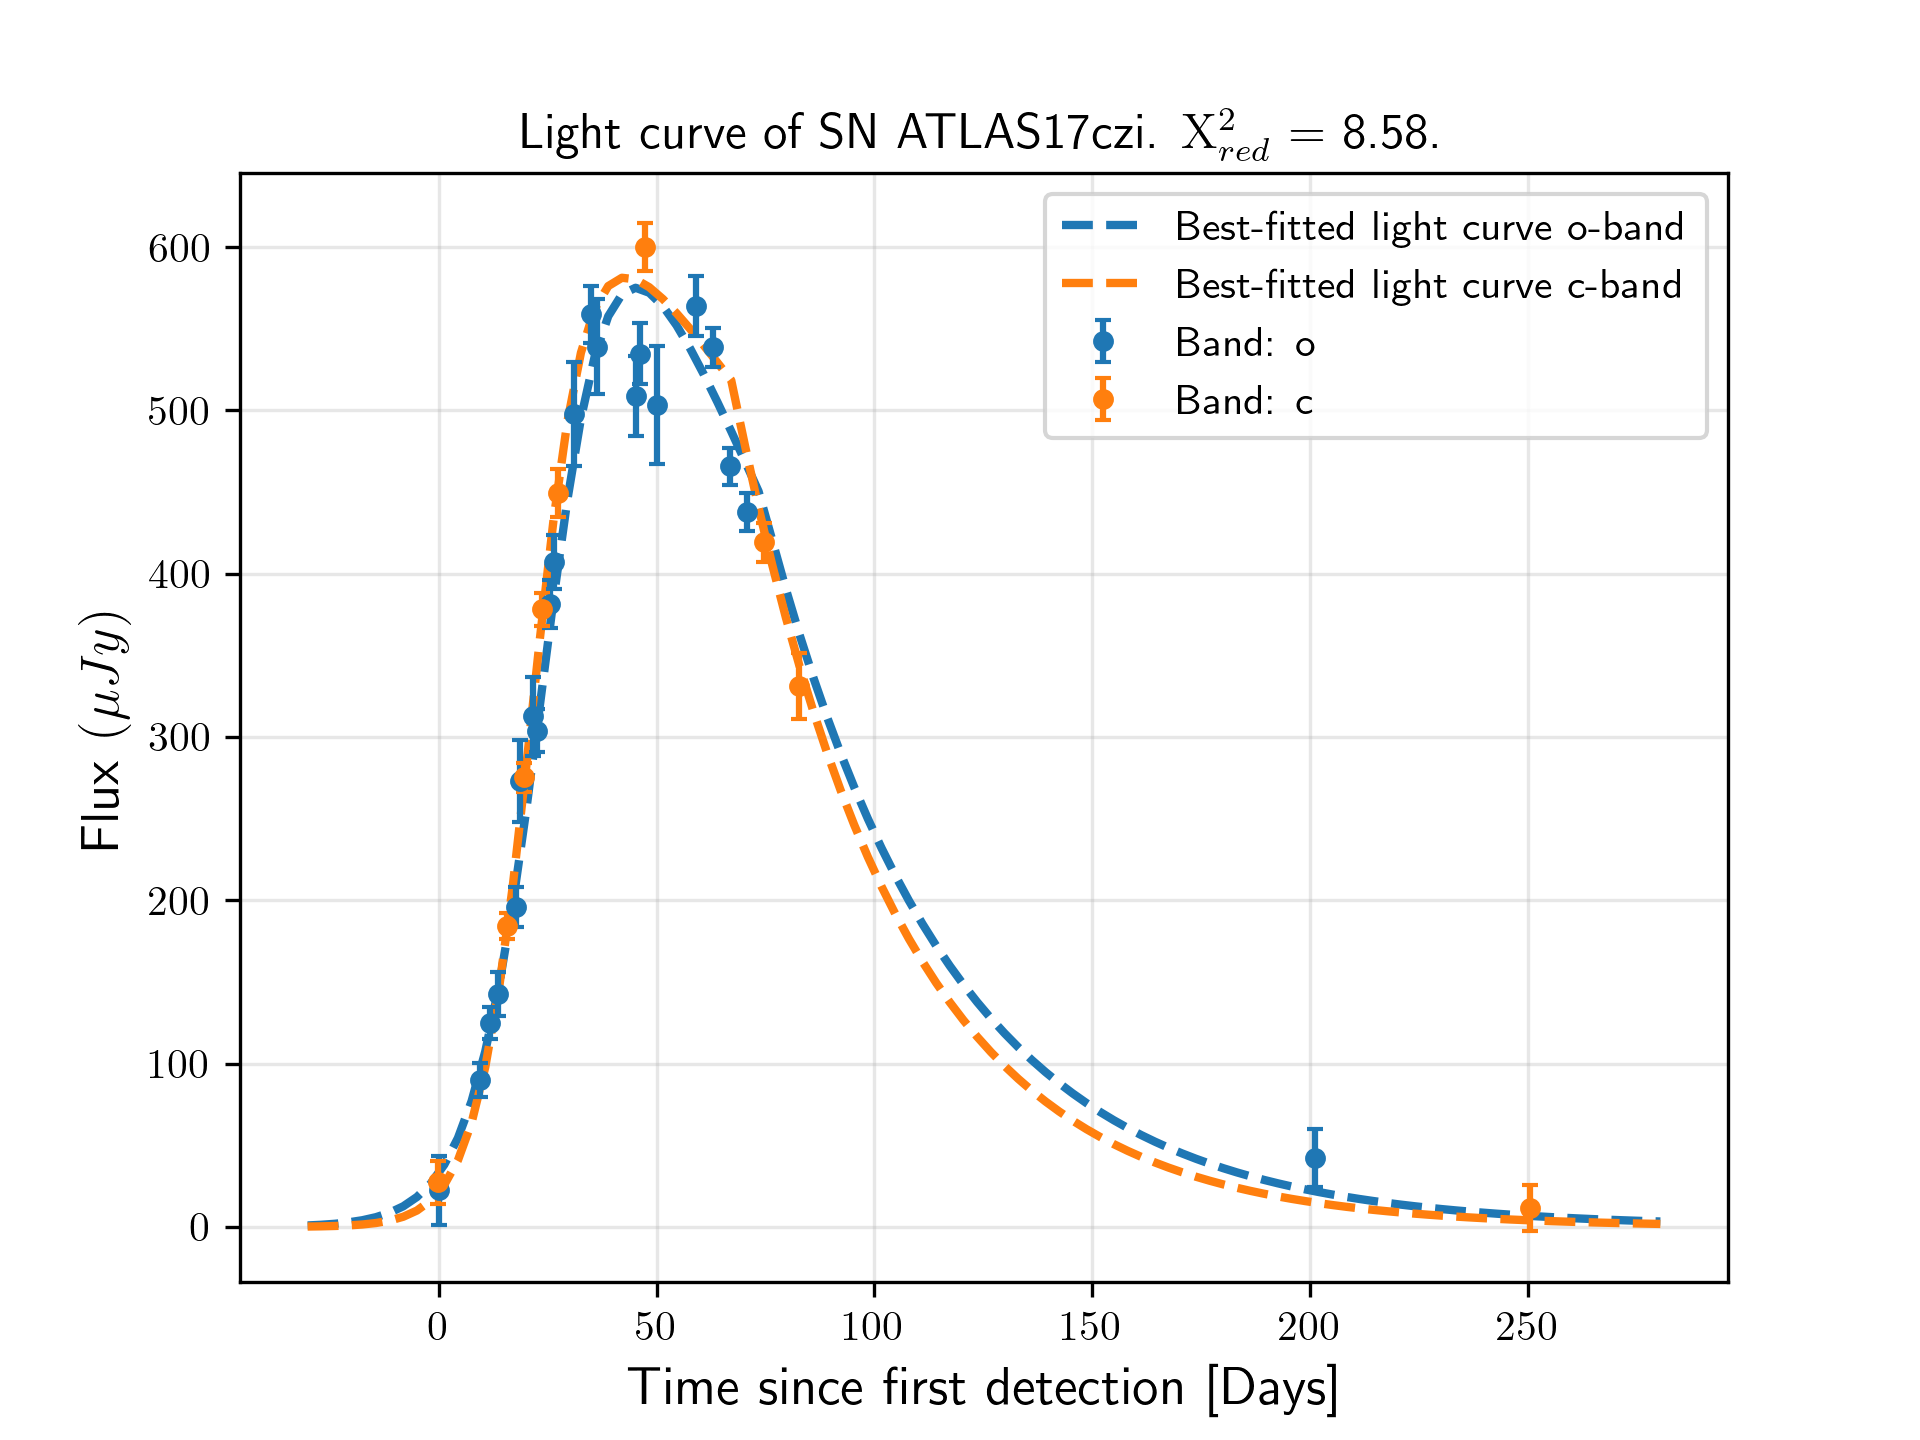 Light curve of SN ATLAS17czi. X²_red = 8.58.
Best-fitted light curve o-band
Best-fitted light curve c-band
Band: o
Band: c
600
500
400
300
200
100
0
Flux (μJy)
0 50 100 150 200 250
Time since first detection [Days]